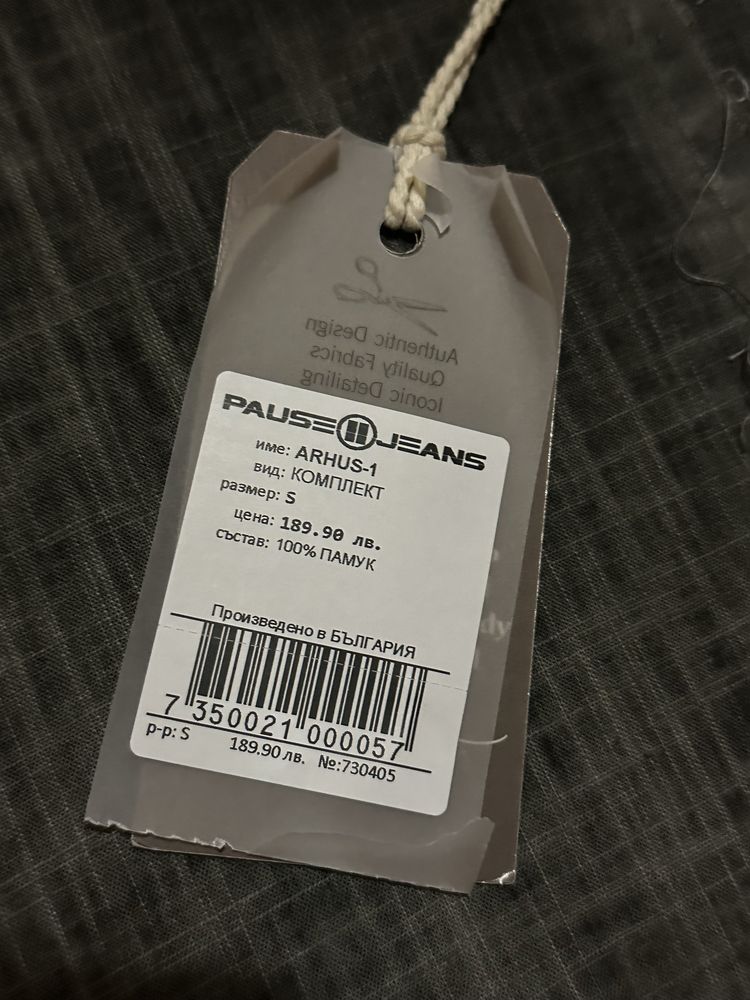 Authentic Design
Quality Fabrics
Iconic Detailing
PAUSE JEANS
име: ARHUS-1
вид: КОМПЛЕКТ
размер: S
цена: 189.90 лв.
състав: 100% ПАМУК
Произведено в БЪЛГАРИЯ
7 350021 000057
р-р: S 189.90 лв. №:730405